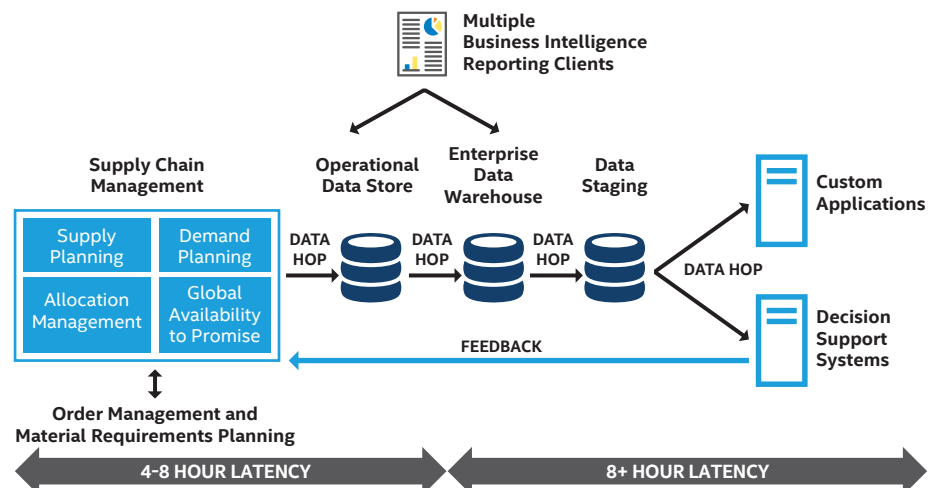 Multiple
Business Intelligence
Reporting Clients
Supply Chain
Management
Operational
Data Store
Enterprise
Data
Warehouse
Data
Staging
Supply
Planning
Demand
Planning
Allocation
Management
Global
Availability
to Promise
DATA
HOP
DATA
HOP
DATA
HOP
DATA HOP
Custom
Applications
Decision
Support
Systems
FEEDBACK
Order Management and
Material Requirements Planning
4-8 HOUR LATENCY
8+ HOUR LATENCY